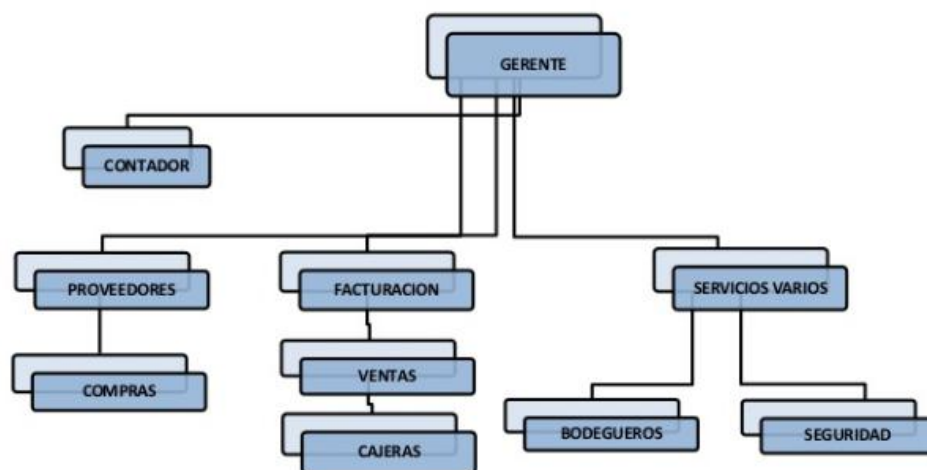 GERENTE
CONTADOR
PROVEEDORES
FACTURACION
SERVICIOS VARIOS
COMPRAS
VENTAS
BODEGUEROS
SEGURIDAD
CAJERAS